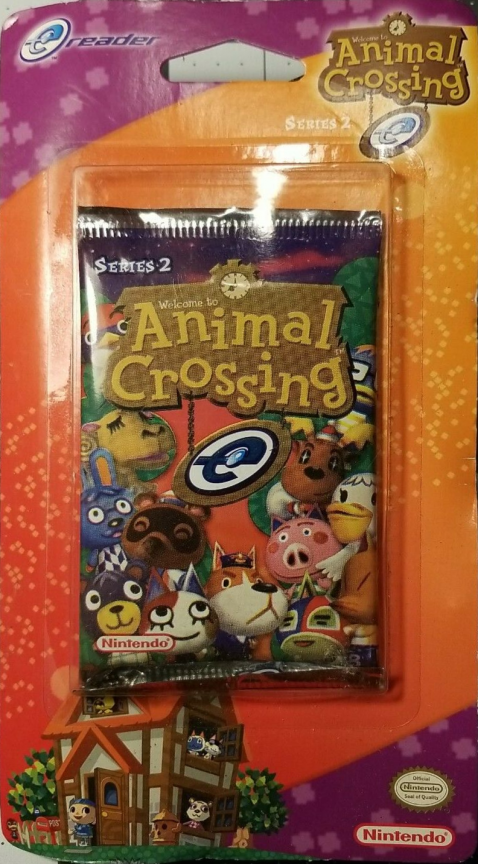 e reader
Welcome to
Animal
Crossing
SERIES 2
e
SERIES 2
Welcome to
Animal
Crossing
e
Nintendo
Official
Nintendo
Seal of Quality
Nintendo